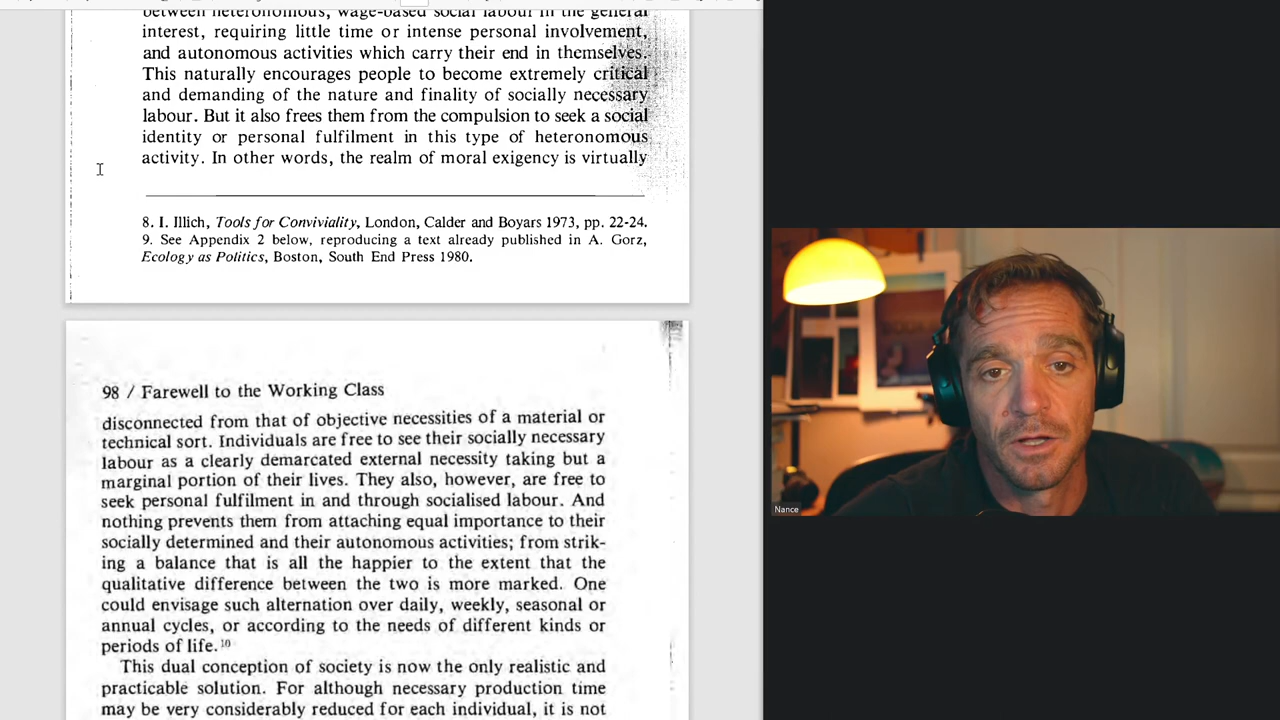 between heteronomous, wage-based social labour in the general
interest, requiring little time or intense personal involvement,
and autonomous activities which carry their end in themselves.
This naturally encourages people to become extremely critical
and demanding of the nature and finality of socially necessary
labour. But it also frees them from the compulsion to seek a social
identity or personal fulfilment in this type of heteronomous
activity. In other words, the realm of moral exigency is virtually
8. I. Illich, Tools for Conviviality, London, Calder and Boyars 1973, pp. 22-24.
9. See Appendix 2 below, reproducing a text already published in A. Gorz,
Ecology as Politics, Boston, South End Press 1980.
98 / Farewell to the Working Class
disconnected from that of objective necessities of a material or
technical sort. Individuals are free to see their socially necessary
labour as a clearly demarcated external necessity taking but a
marginal portion of their lives. They also, however, are free to
seek personal fulfilment in and through socialised labour. And
nothing prevents them from attaching equal importance to their
socially determined and their autonomous activities; from strik-
ing a balance that is all the happier to the extent that the
qualitative difference between the two is more marked. One
could envisage such alternation over daily, weekly, seasonal or
annual cycles, or according to the needs of different kinds or
periods of life.10
This dual conception of society is now the only realistic and
practicable solution. For although necessary production time
may be very considerably reduced for each individual, it is not
Nance